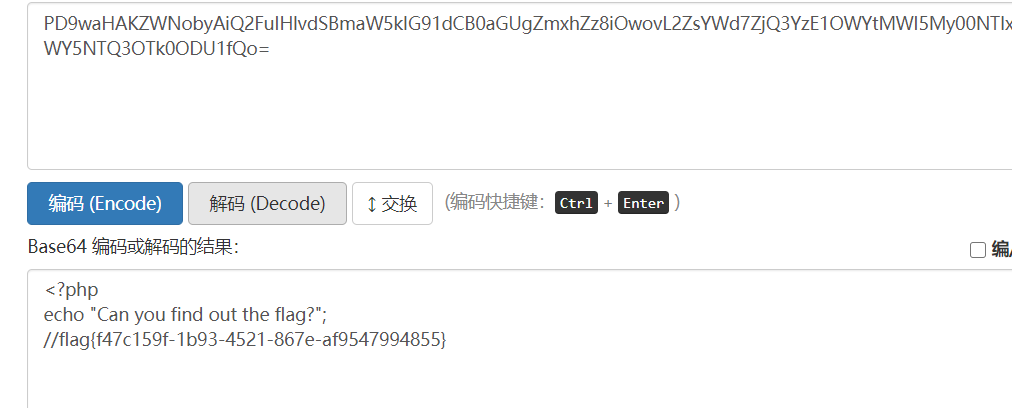 PD9waHAKZWNobyAiQ2FuIHlvdSBmaW5kIG91dCB0aGUgZmxhZz8iOwovL2ZsYWd7ZjQ3YzE1OWYtMWI5My00NTIx
WY5NTQ3OTk0ODU1fQo=
编码 (Encode) 解码 (Decode) ↕ 交换 (编码快捷键： Ctrl + Enter )
Base64 编码或解码的结果：
编
<?php
echo "Can you find out the flag?";
//flag{f47c159f-1b93-4521-867e-af9547994855}